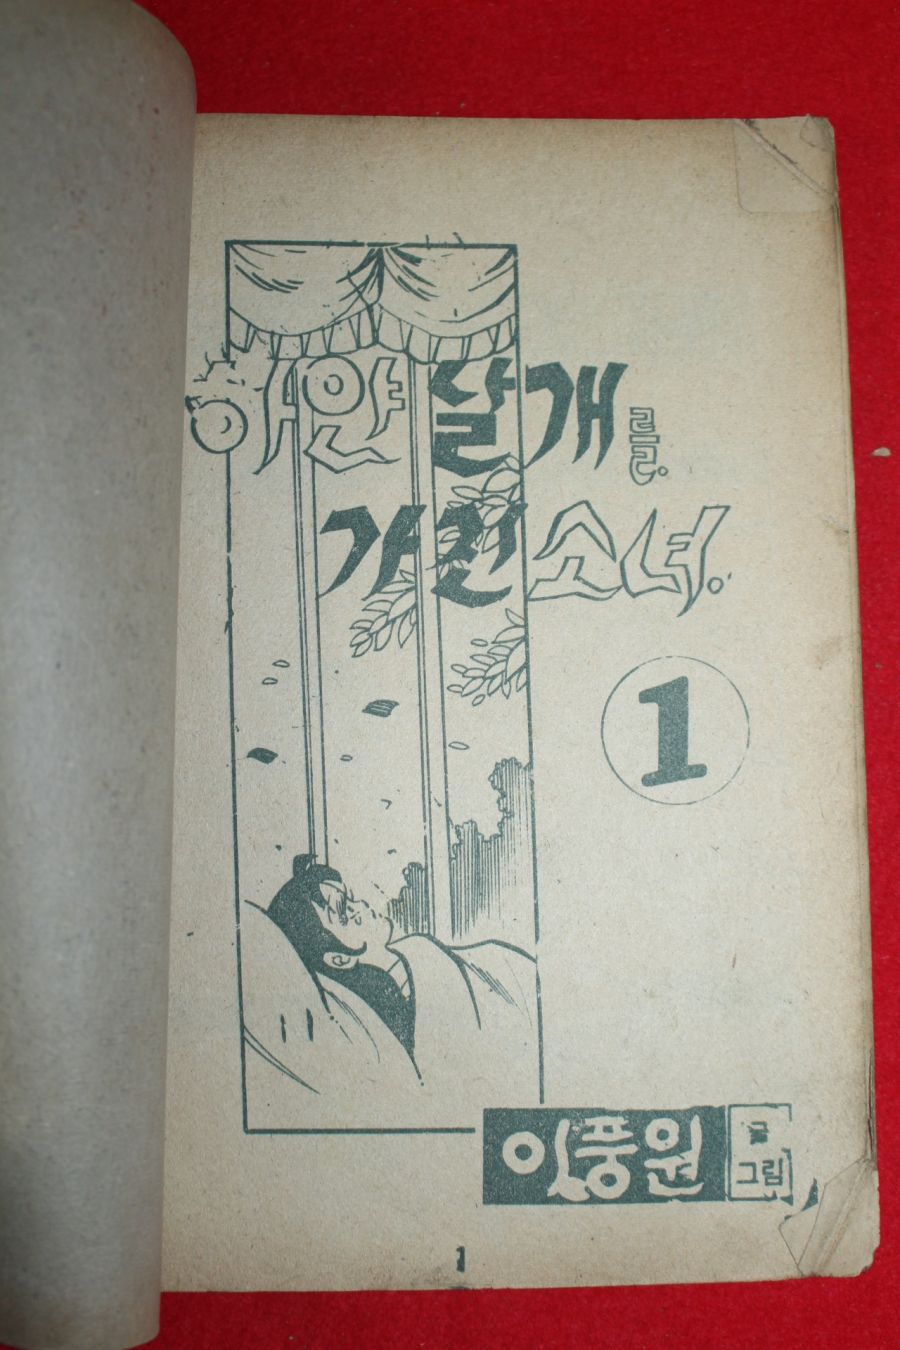 하얀 날개를
가진 소녀.
1
이풍원 글
그림
1